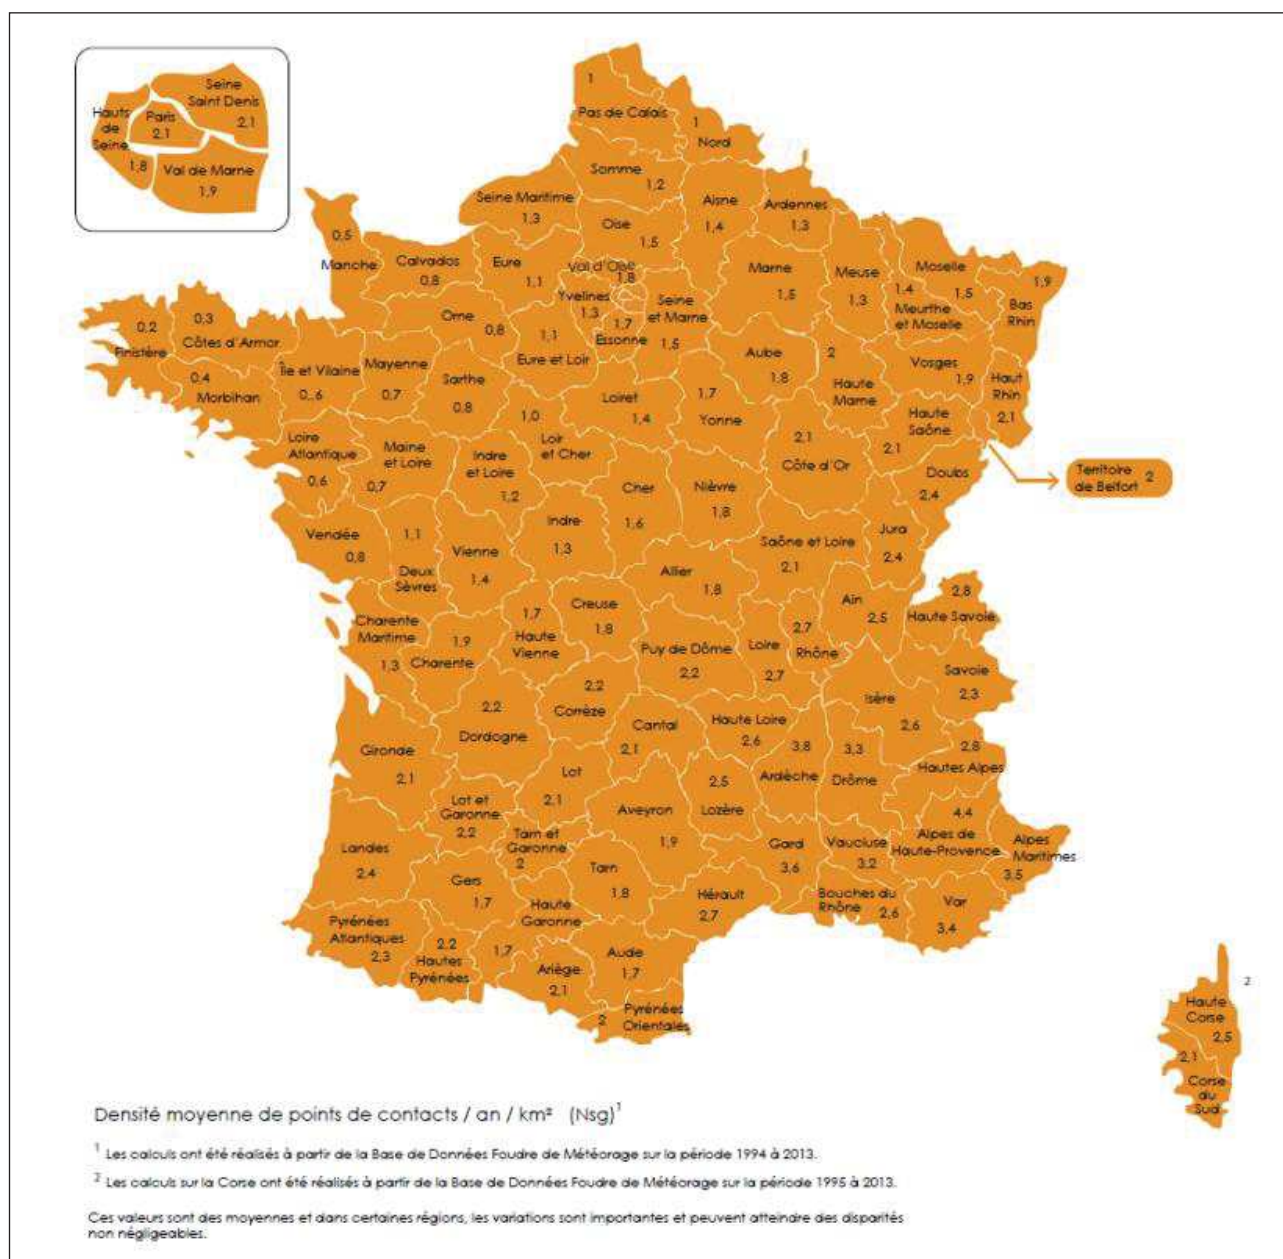 Seine
Saint Denis
2,1
Hauts
de
Seine
1,8
Paris
2,1
Val de Marne
1,9
1
Pas de Calais
1
Nord
Somme
1,2
Seine Maritime
1,3
Oise
1,5
Aisne
1,4
Ardennes
1,3
0,5
Manche
Calvados
0,8
Eure
1,1
Val d'Oise
1,8
Yvelines
1,3
1,7
Essonne
Seine
et Marne
1,5
Marne
1,5
Meuse
1,3
1,4
Meurthe
et Moselle
Moselle
1,5
1,9
Bas
Rhin
0,2
Finistère
0,3
Côtes d'Armor
0,4
Morbihan
Île et Vilaine
0,,6
Orne
0,8
Mayenne
0,7
Sarthe
0,8
1,1
Eure et Loir
1,0
Loir
et Cher
Loiret
1,4
1,7
Yonne
Aube
1,8
2
Haute
Marne
Vosges
1,9
Haut
Rhin
2,1
Haute
Saône
2,1
Territoire
de Belfort 2
Loire
Atlantique
0,6
Maine
et Loire
0,7
Indre
et Loire
1,2
Cher
1,6
Nièvre
1,8
2,1
Côte d'Or
Doubs
2,4
Jura
2,4
Vendée
0,8
1,1
Deux
Sèvres
Vienne
1,4
Indre
1,3
Allier
1,8
Saône et Loire
2,1
Ain
2,5
2,8
Haute Savoie
Charente
Maritime
1,3
1,9
Charente
1,7
Haute
Vienne
Creuse
1,8
Puy de Dôme
2,2
Loire
2,7
2,7
Rhône
Savoie
2,3
Isère
2,6
2,2
Dordogne
2,2
Corrèze
Cantal
2,1
Haute Loire
2,6
3,8
Ardèche
3,3
Drôme
2,8
Hautes Alpes
Gironde
2,1
Lot et
Garonne
2,2
Lot
2,1
Aveyron
1,9
2,5
Lozère
4,4
Alpes de
Haute-Provence
Alpes
Maritimes
3,5
Landes
2,4
Gers
1,7
Tarn et
Garonne
2
Tarn
1,8
Gard
3,6
Vaucluse
3,2
Hérault
2,7
Bouches du
Rhône 2,6
Var
3,4
Pyrénées
Atlantiques
2,3
2,2
Hautes
Pyrénées
Haute
Garonne
1,7
Ariège
2,1
Aude
1,7
2
Pyrénées
Orientales
2
Haute
Corse
2,5
2,1
Corse
du
Sud
Densité moyenne de points de contacts / an / km² (Nsg)¹
¹ Les calculs ont été réalisés à partir de la Base de Données Foudre de Météorage sur la période 1994 à 2013.
² Les calculs sur la Corse ont été réalisés à partir de la Base de Données Foudre de Météorage sur la période 1995 à 2013.
Ces valeurs sont des moyennes et dans certaines régions, les variations sont importantes et peuvent atteindre des disparités
non négligeables.